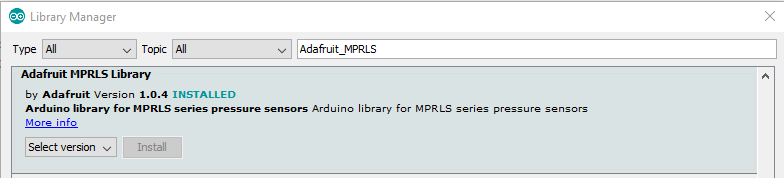 Library Manager
Type All Topic All Adafruit_MPRLS
Adafruit MPRLS Library
by Adafruit Version 1.0.4 INSTALLED
Arduino library for MPRLS series pressure sensors Arduino library for MPRLS series pressure sensors
More info
Select version Install